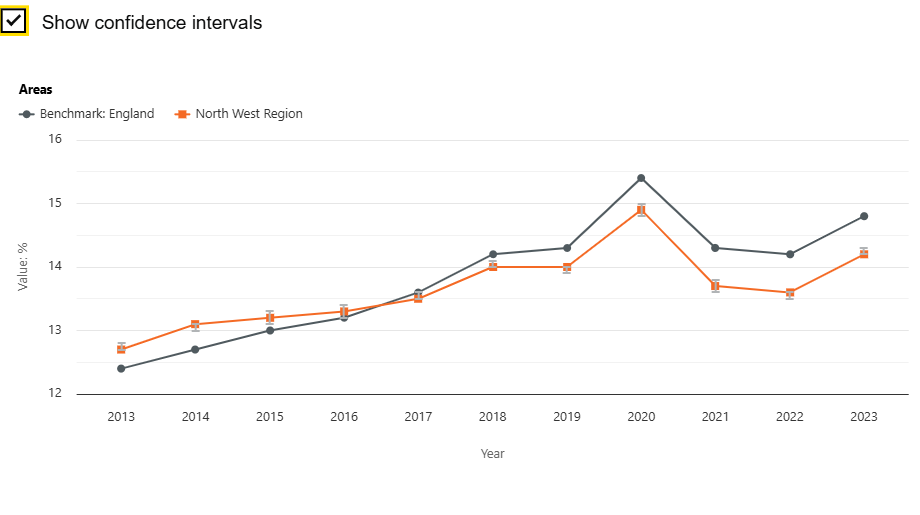 Show confidence intervals
Areas
Benchmark: England North West Region
16
15
14
13
12
Value: %
2013 2014 2015 2016 2017 2018 2019 2020 2021 2022 2023
Year